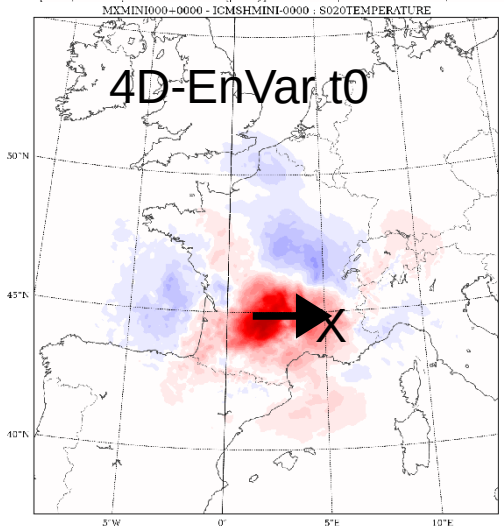 MXMINI000+0000 - ICMSHMINI-0000 : S020TEMPERATURE
4D-EnVar t0
50°N
45°N
X
40°N
5°W
0°
5°E
10°E